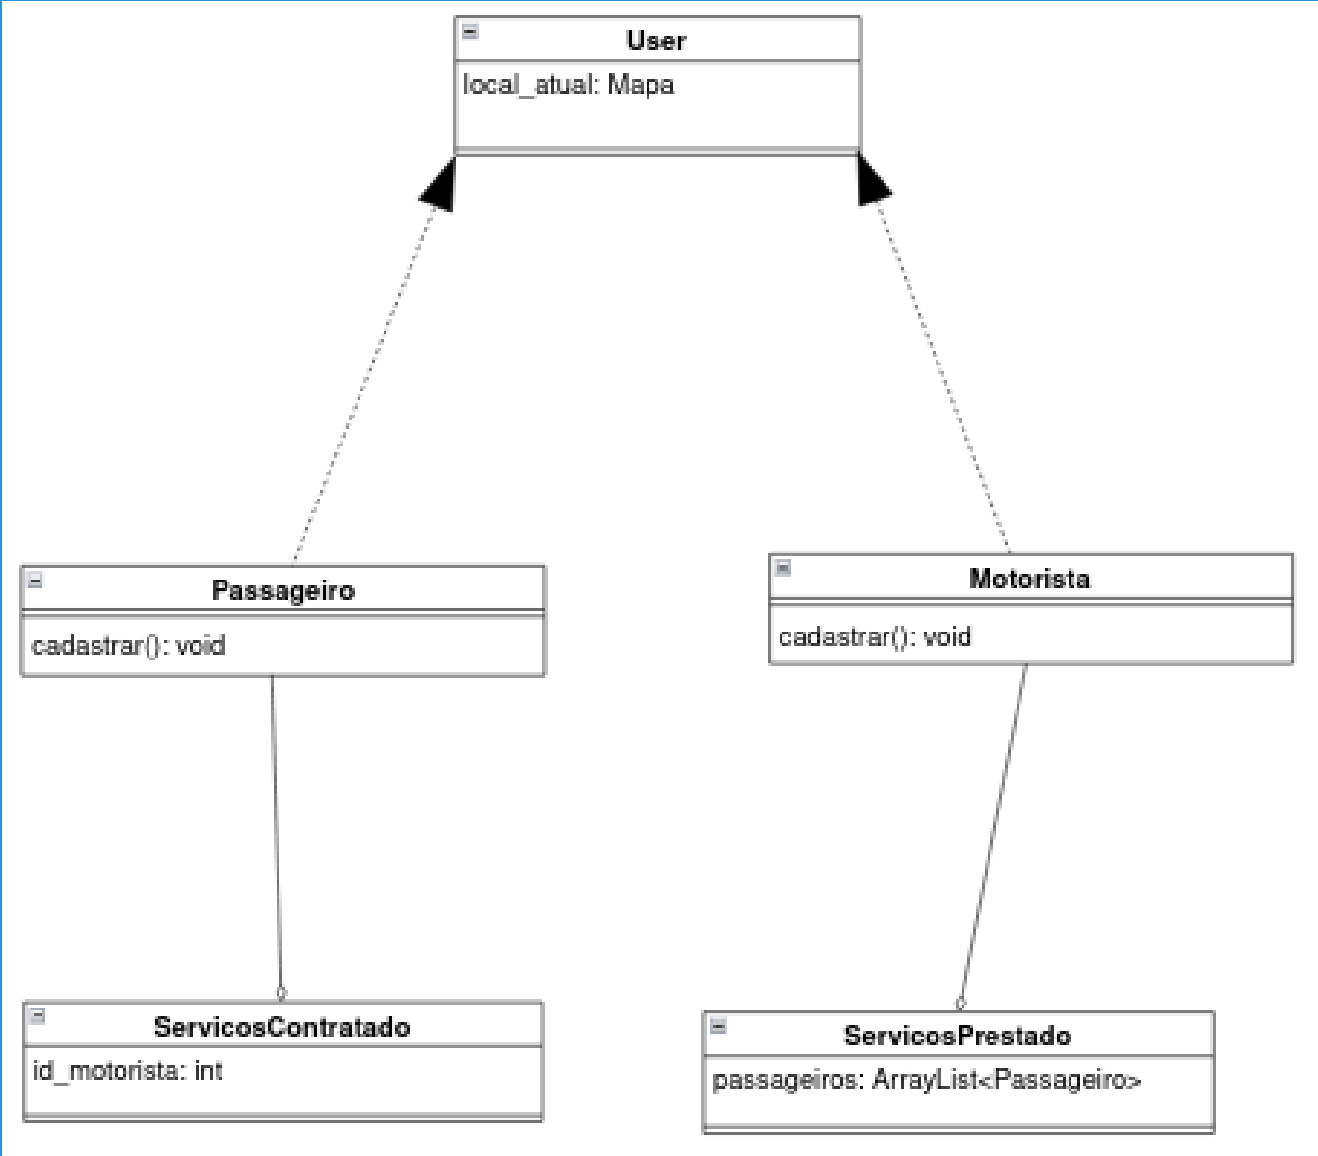 User
local_atual: Mapa
Passageiro
cadastrar(): void
Motorista
cadastrar(): void
ServicosContratado
id_motorista: int
ServicosPrestado
passageiros: ArrayList<Passageiro>